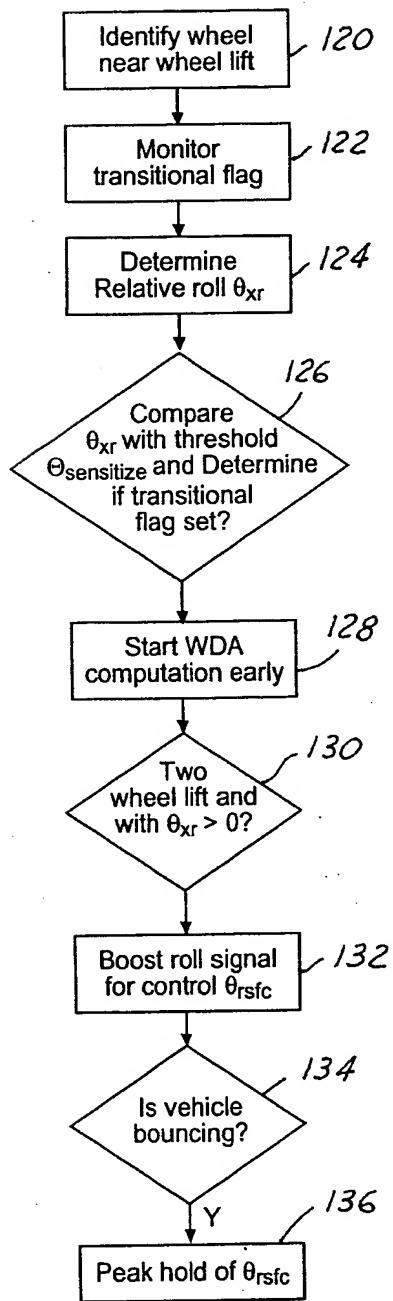 Identify wheel
near wheel lift
120
Monitor
transitional flag
122
Determine
Relative roll θxr
124
126
Compare
θxr with threshold
Θsensitize and Determine
if transitional
flag set?
Start WDA
computation early
128
130
Two
wheel lift and
with θxr > 0?
Boost roll signal
for control θrsfc
132
134
Is vehicle
bouncing?
Y
136
Peak hold of θrsfc